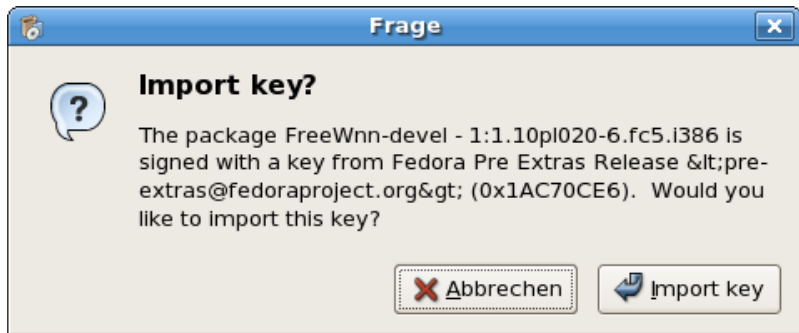 Frage
Import key?
The package FreeWnn-devel - 1:1.10pl020-6.fc5.i386 is
signed with a key from Fedora Pre Extras Release &lt;pre-
extras@fedoraproject.org&gt; (0x1AC70CE6).  Would you
like to import this key?
Abbrechen
Import key